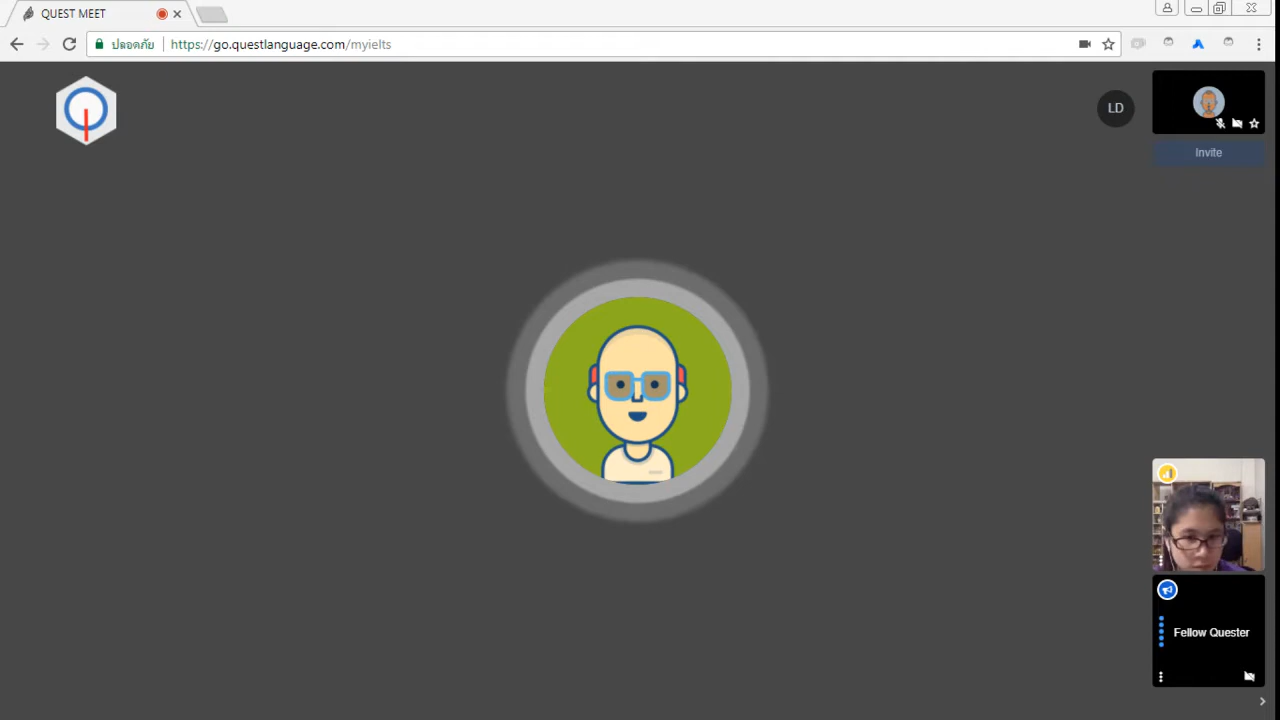 QUEST MEET
ปลอดภัย
https://go.questlanguage.com/myielts
LD
Invite
Fellow Quester